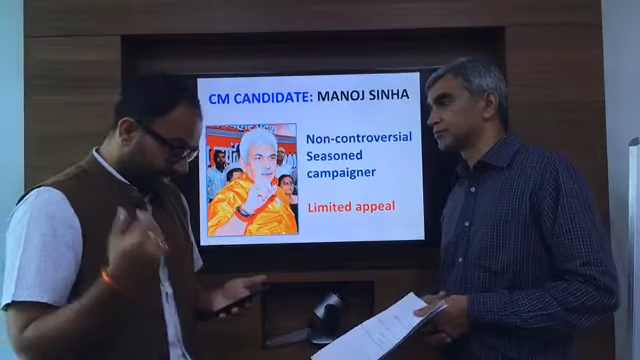 CM CANDIDATE: MANOJ SINHA
Non-controversial
Seasoned
campaigner
Limited appeal